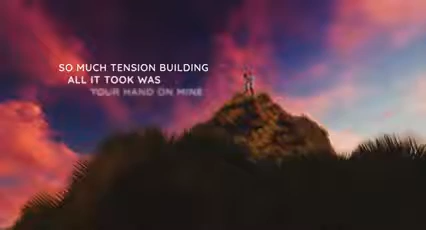 SO MUCH TENSION BUILDING
ALL IT TOOK WAS
YOUR HAND ON MINE